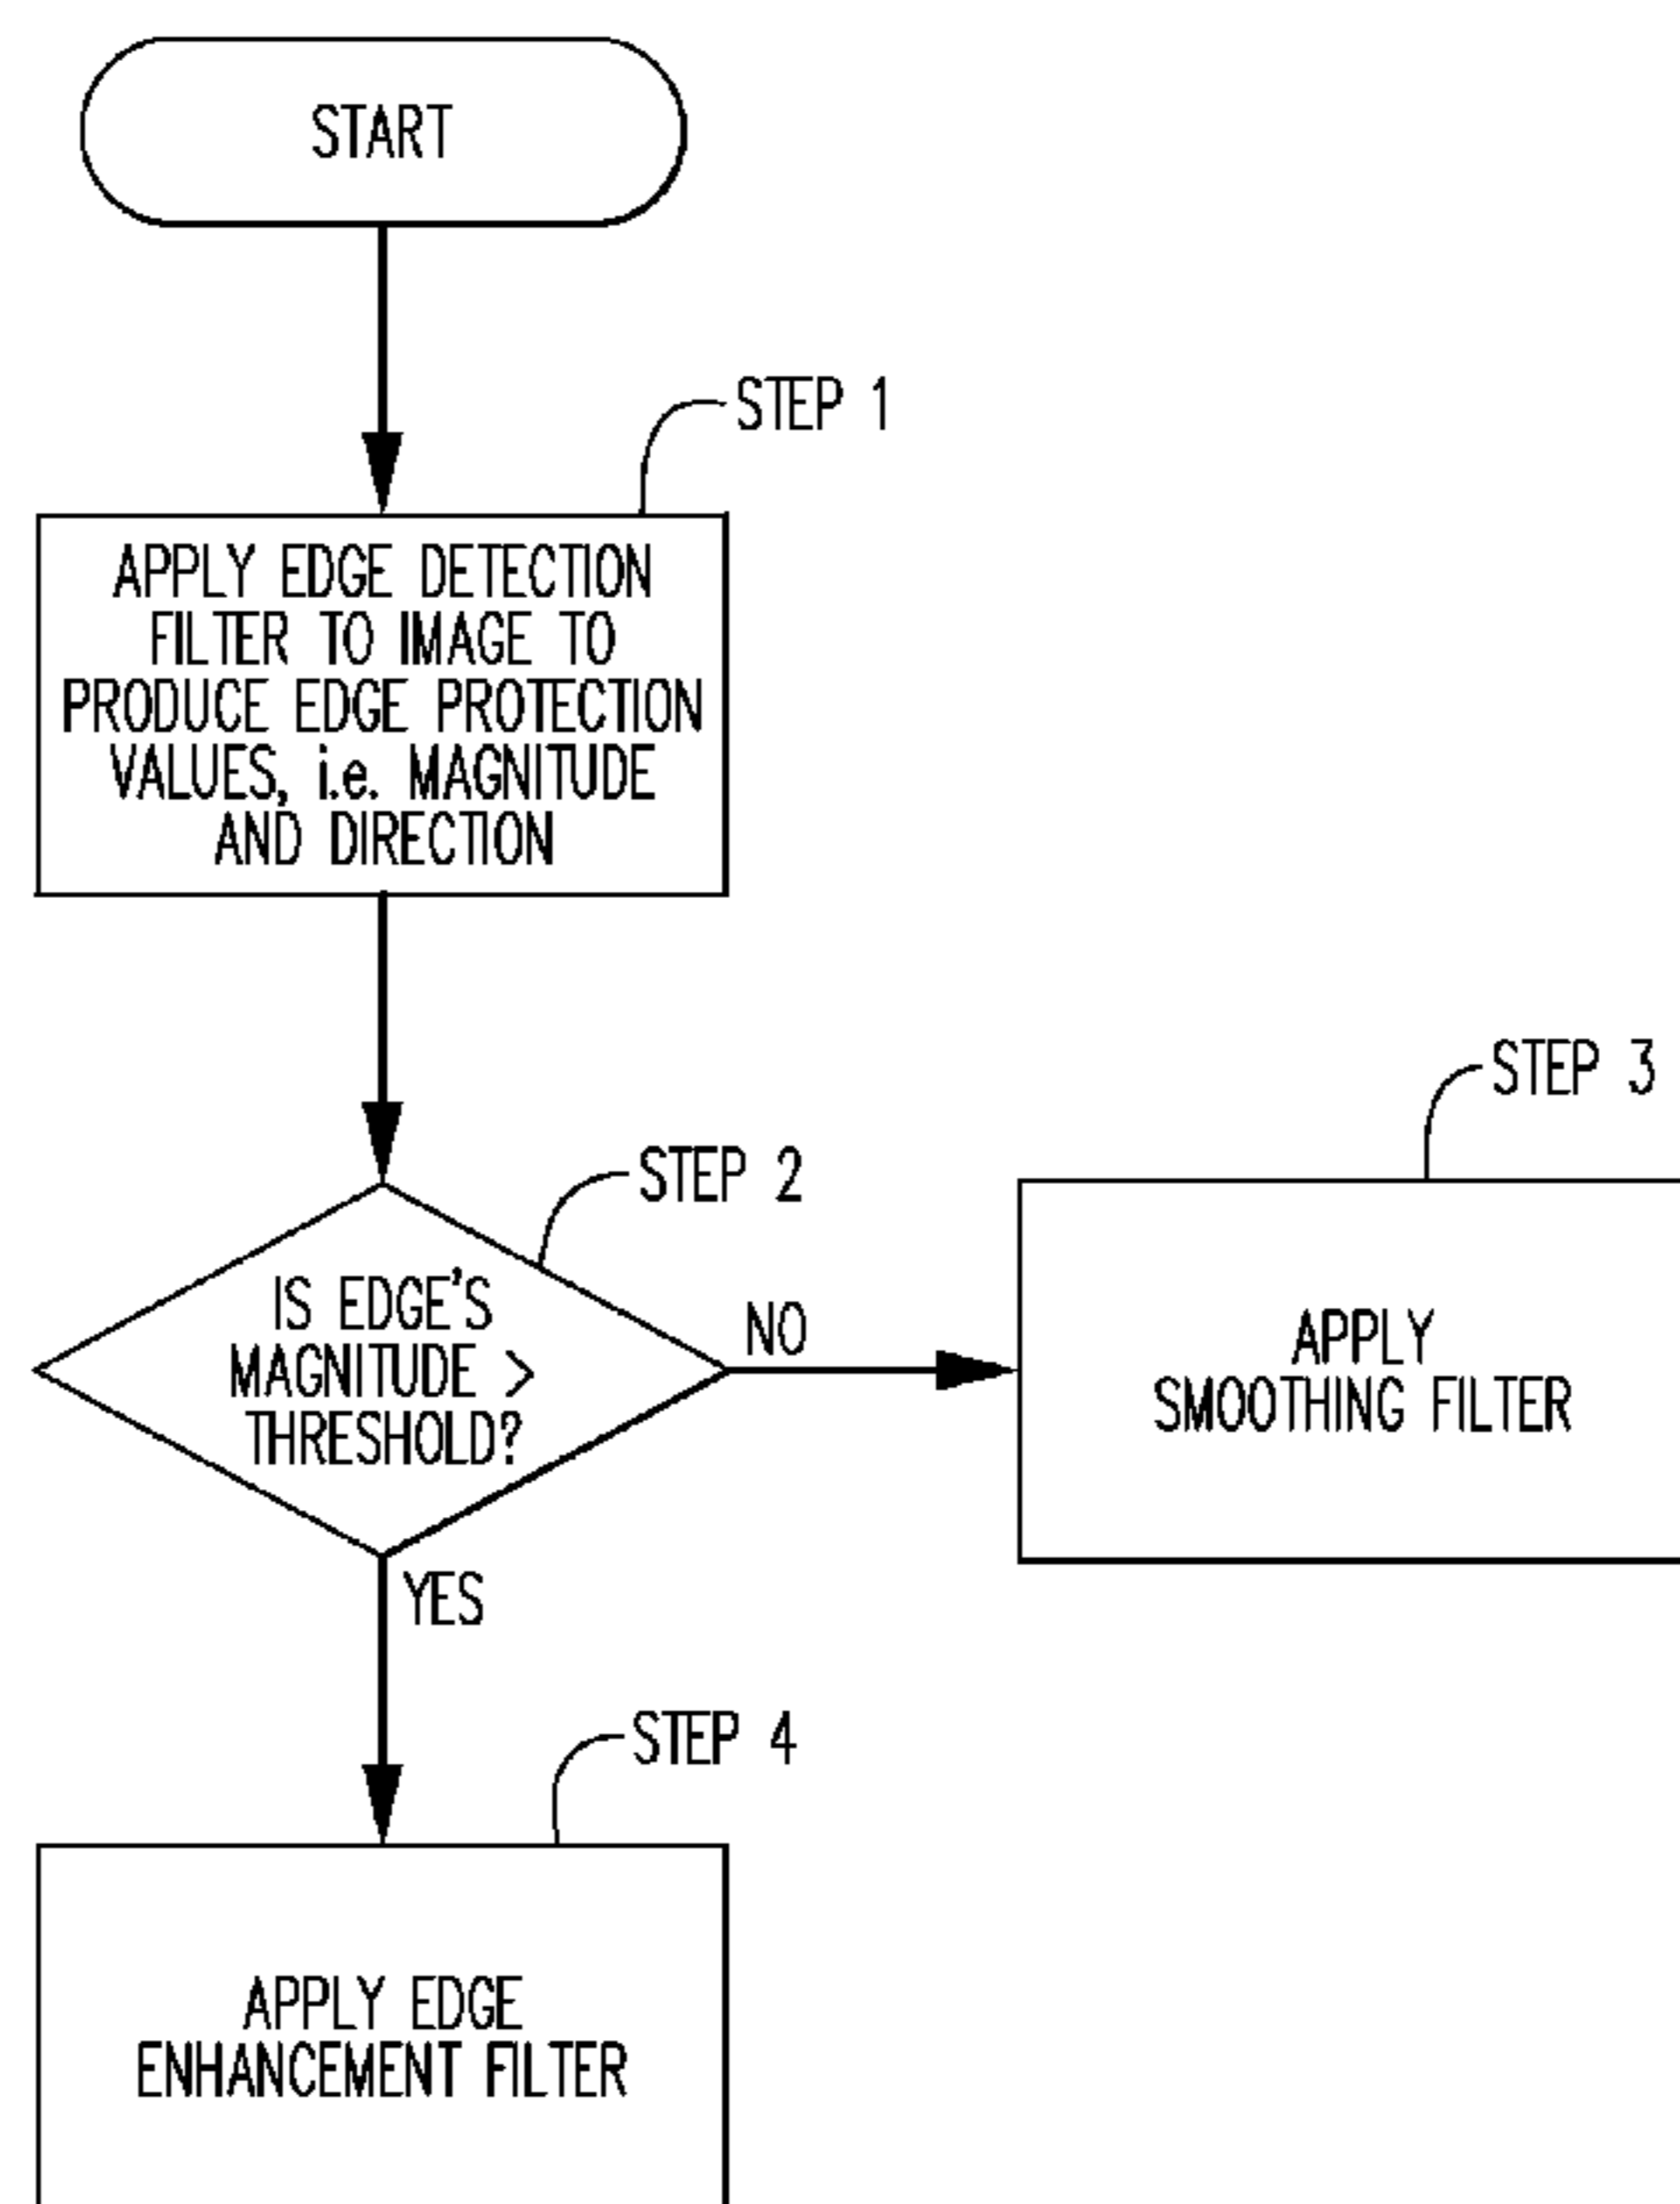 START
STEP 1
APPLY EDGE DETECTION
FILTER TO IMAGE TO
PRODUCE EDGE PROTECTION
VALUES, i.e. MAGNITUDE
AND DIRECTION
STEP 2
IS EDGE'S
MAGNITUDE >
THRESHOLD?
NO
STEP 3
APPLY
SMOOTHING FILTER
YES
STEP 4
APPLY EDGE
ENHANCEMENT FILTER